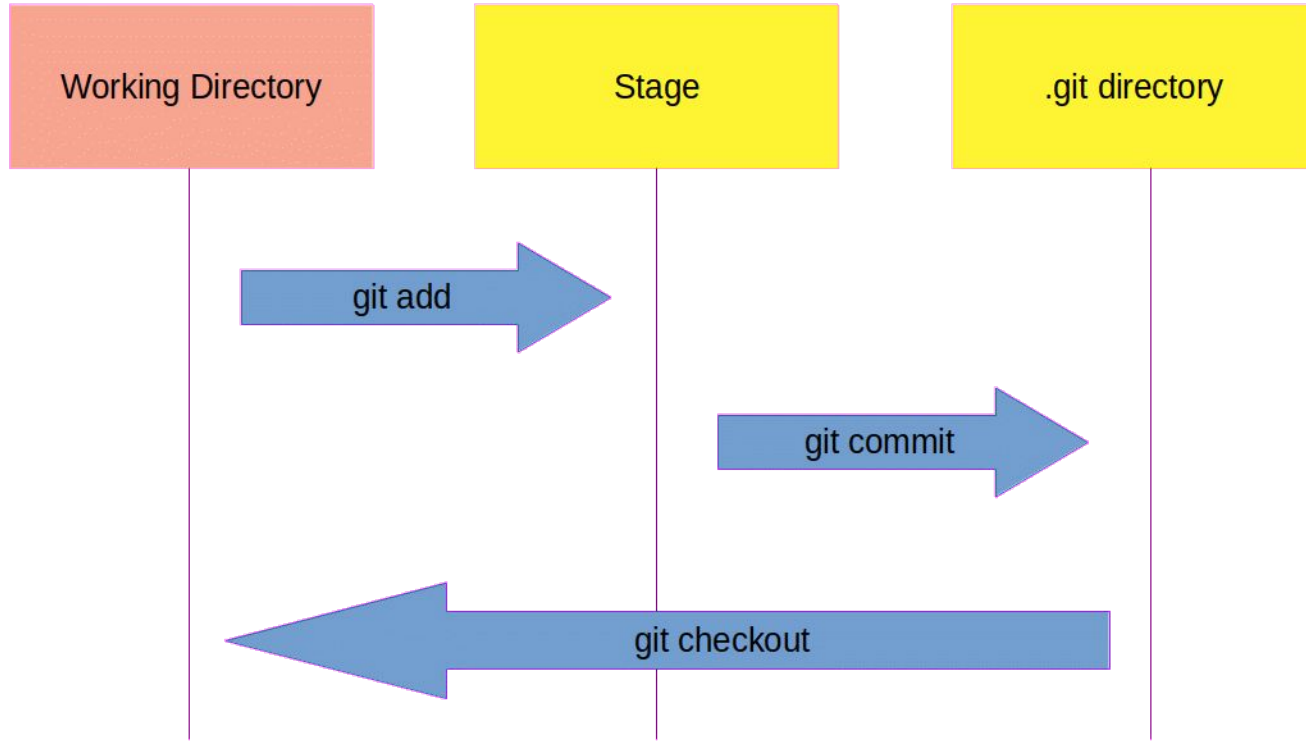 Working Directory
Stage
.git directory
git add
git commit
git checkout